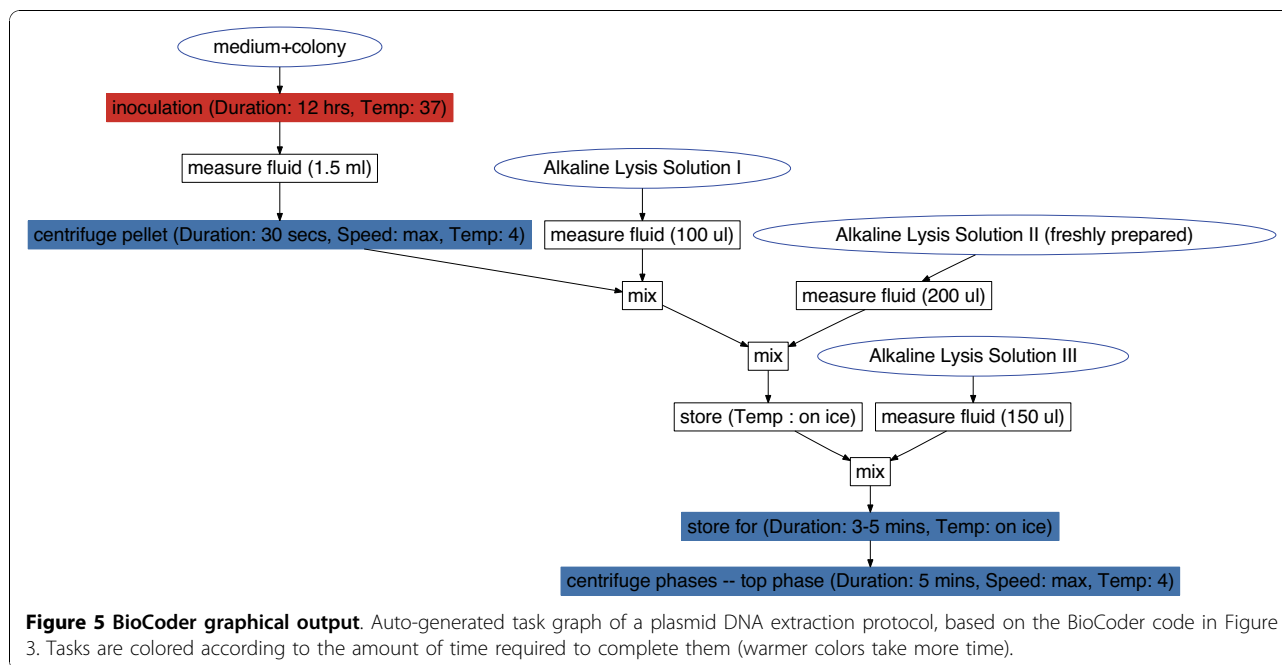 medium+colony
inoculation (Duration: 12 hrs, Temp: 37)
measure fluid (1.5 ml)
Alkaline Lysis Solution I
centrifuge pellet (Duration: 30 secs, Speed: max, Temp: 4)
measure fluid (100 ul)
Alkaline Lysis Solution II (freshly prepared)
mix
measure fluid (200 ul)
mix
Alkaline Lysis Solution III
store (Temp : on ice)
measure fluid (150 ul)
mix
store for (Duration: 3-5 mins, Temp: on ice)
centrifuge phases -- top phase (Duration: 5 mins, Speed: max, Temp: 4)
Figure 5 BioCoder graphical output. Auto-generated task graph of a plasmid DNA extraction protocol, based on the BioCoder code in Figure
3. Tasks are colored according to the amount of time required to complete them (warmer colors take more time).